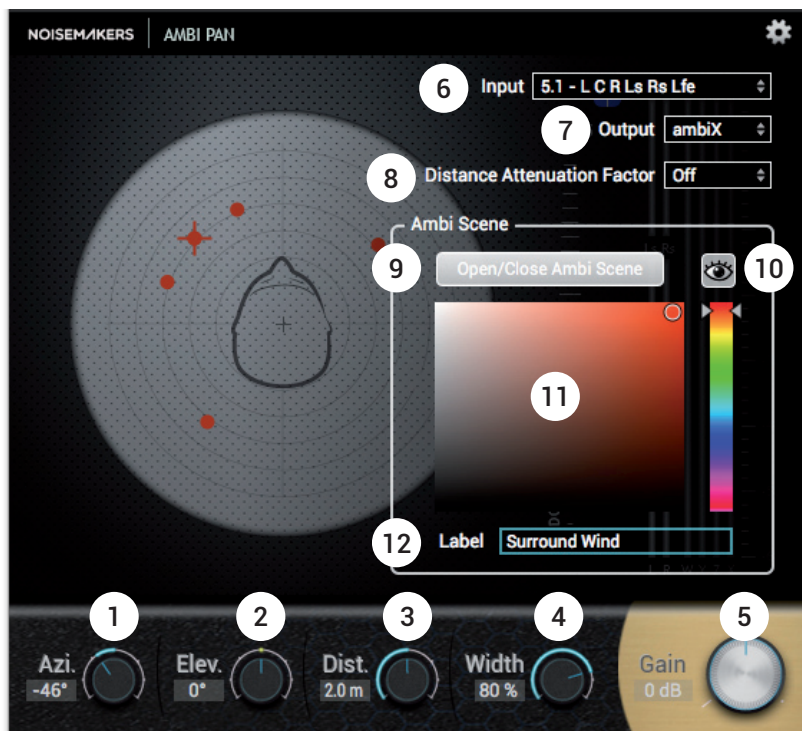 NOISEMAKERS AMBI PAN
6 Input 5.1 - L C R Ls Rs Lfe
7 Output ambiX
8 Distance Attenuation Factor Off
Ambi Scene
Ls Rs
9 Open/Close Ambi Scene 10
11
12 Label Surround Wind
L R W Y Z
1 2 3 4 5
Azi. Elev. Dist. Width Gain
-46° 0° 2.0 m 80 % 0 dB